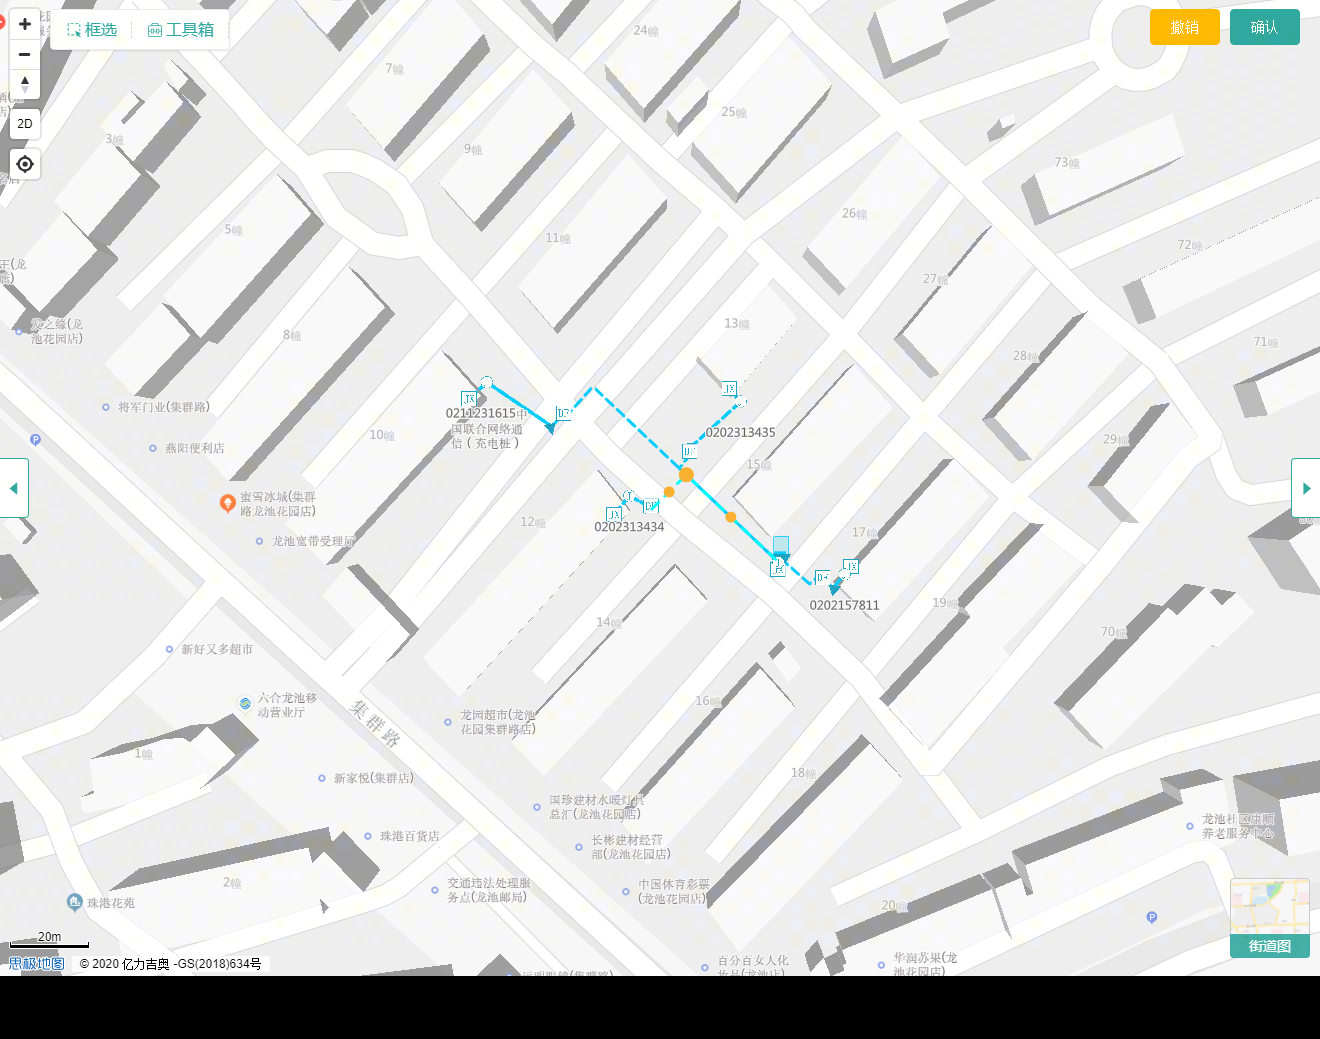 框选
工具箱
撤销
确认
2D
24幢
7幢
25幢
3幢
9幢
73幢
26幢
5幢
11幢
72幢
27幢
及之缘(龙
池花园店)
8幢
13幢
71幢
28幢
将军门业(集群路)
0211231615中
国联合网络通
信(充电桩)
JX
JX
10幢
0202313435
29幢
燕阳便利店
15幢
蜜雪冰城(集群
路龙池花园店)
JX
12幢
0202313434
17幢
龙池宽带受理厅
JX
JX
0202157811
19幢
14幢
70幢
新好又多超市
六合龙池移
动营业厅
16幢
集群路
龙园超市(龙池
花园集群路店)
1幢
新家悦(集群店)
18幢
国珍建材水暖灯具
总汇(龙池花园店)
龙池社区康顺
养老服务中心
珠港百货店
长彬建材经营
部(龙池花园店)
2幢
交通违法处理服
务点(龙池邮局)
中国体育彩票
(龙池花园店)
珠港花苑
20幢
20m
街道图
思极地图
© 2020 亿力吉奥 -GS(2018)634号
百分百女人化
妆品(龙池店)
华润苏果(龙
池花园店)